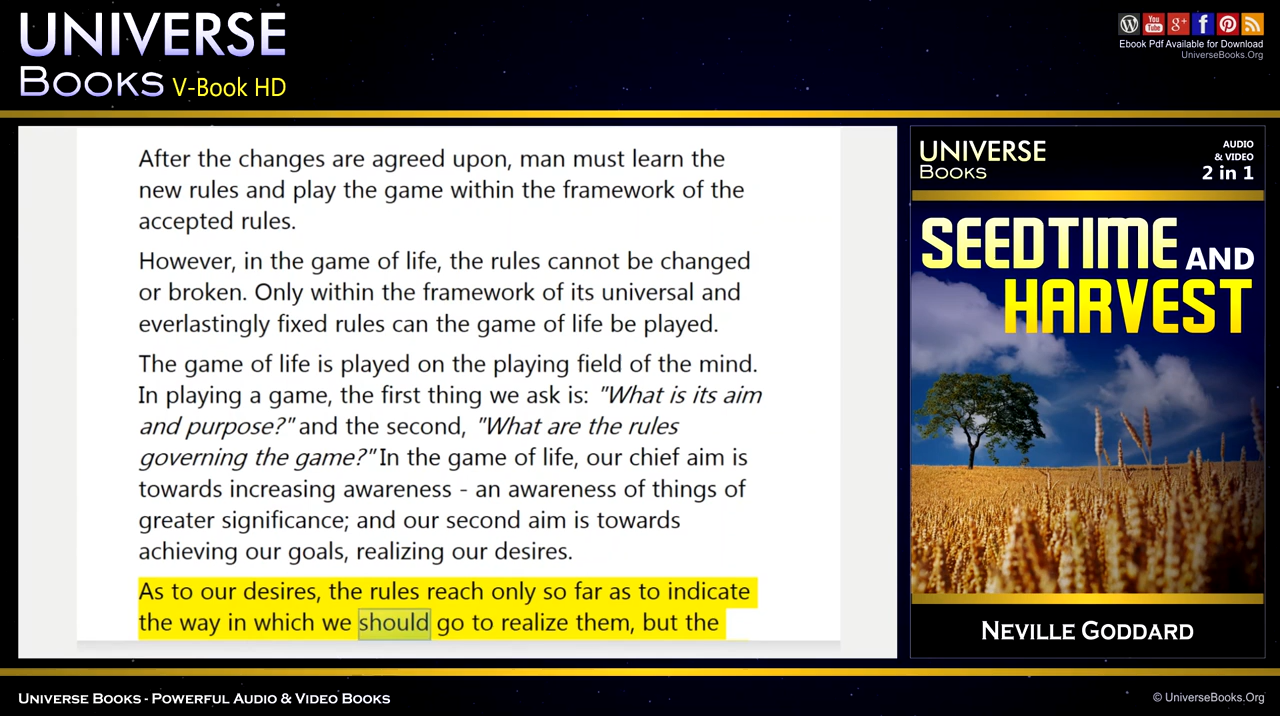 UNIVERSE
BOOKS V-Book HD
Ebook Pdf Available for Download
UniverseBooks.Org
After the changes are agreed upon, man must learn the
new rules and play the game within the framework of the
accepted rules.
However, in the game of life, the rules cannot be changed
or broken. Only within the framework of its universal and
everlastingly fixed rules can the game of life be played.
The game of life is played on the playing field of the mind.
In playing a game, the first thing we ask is: "What is its aim
and purpose?" and the second, "What are the rules
governing the game?" In the game of life, our chief aim is
towards increasing awareness - an awareness of things of
greater significance; and our second aim is towards
achieving our goals, realizing our desires.
As to our desires, the rules reach only so far as to indicate
the way in which we should go to realize them, but the
UNIVERSE
BOOKS
AUDIO
& VIDEO
2 in 1
SEEDTIME AND
HARVEST
NEVILLE GODDARD
UNIVERSE BOOKS - POWERFUL AUDIO & VIDEO BOOKS
© UniverseBooks.Org